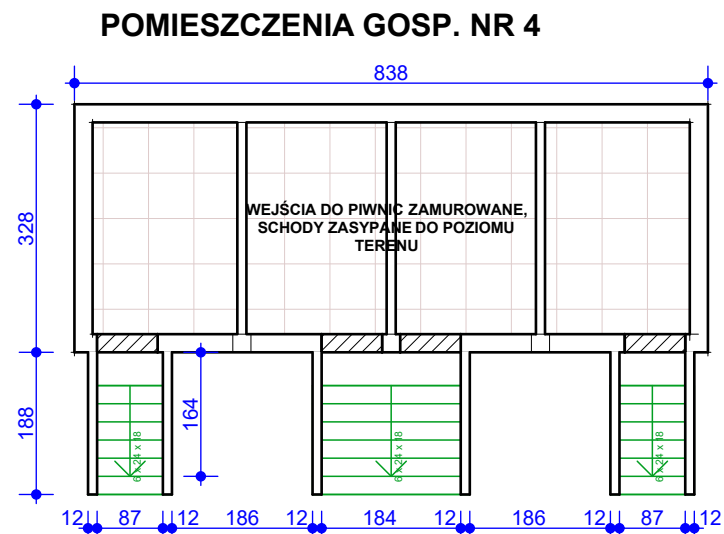 POMIESZCZENIA GOSP. NR 4
838
328
WEJŚCIA DO PIWNIC ZAMUROWANE,
SCHODY ZASYPANE DO POZIOMU
TERENU
188
164
6 x 24 x 18
6 x 24 x 18
6 x 24 x 18
12 87 12 186 12 184 12 186 12 87 12